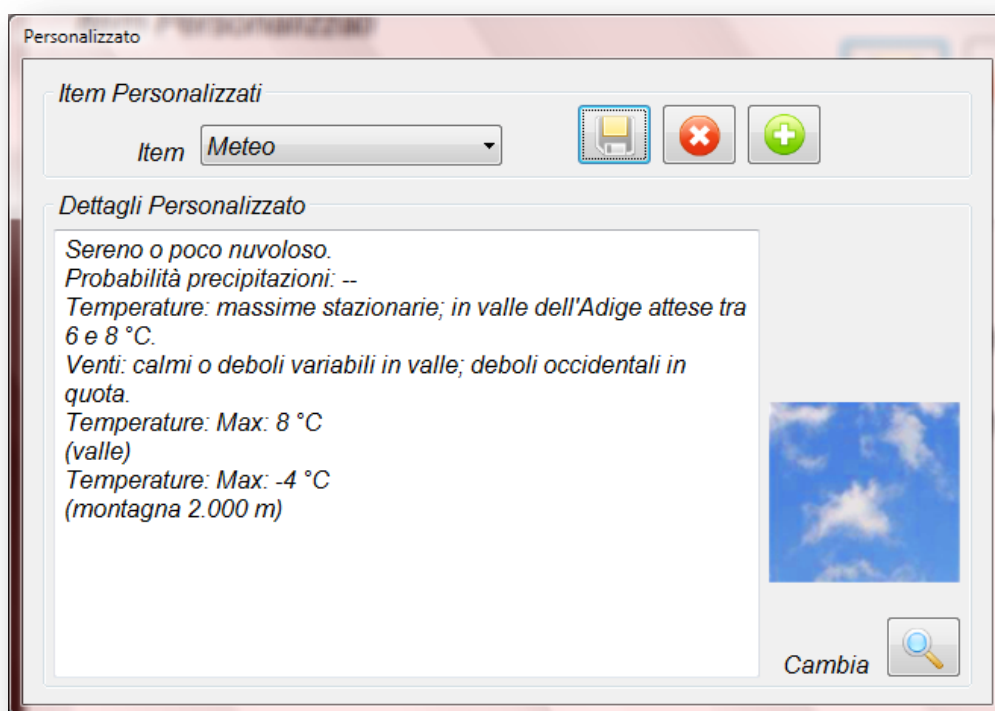 Personalizzato
Item Personalizzati
Item
Meteo
Dettagli Personalizzato
Sereno o poco nuvoloso.
Probabilità precipitazioni: --
Temperature: massime stazionarie; in valle dell'Adige attese tra
6 e 8 °C.
Venti: calmi o deboli variabili in valle; deboli occidentali in
quota.
Temperature: Max: 8 °C
(valle)
Temperature: Max: -4 °C
(montagna 2.000 m)
Cambia